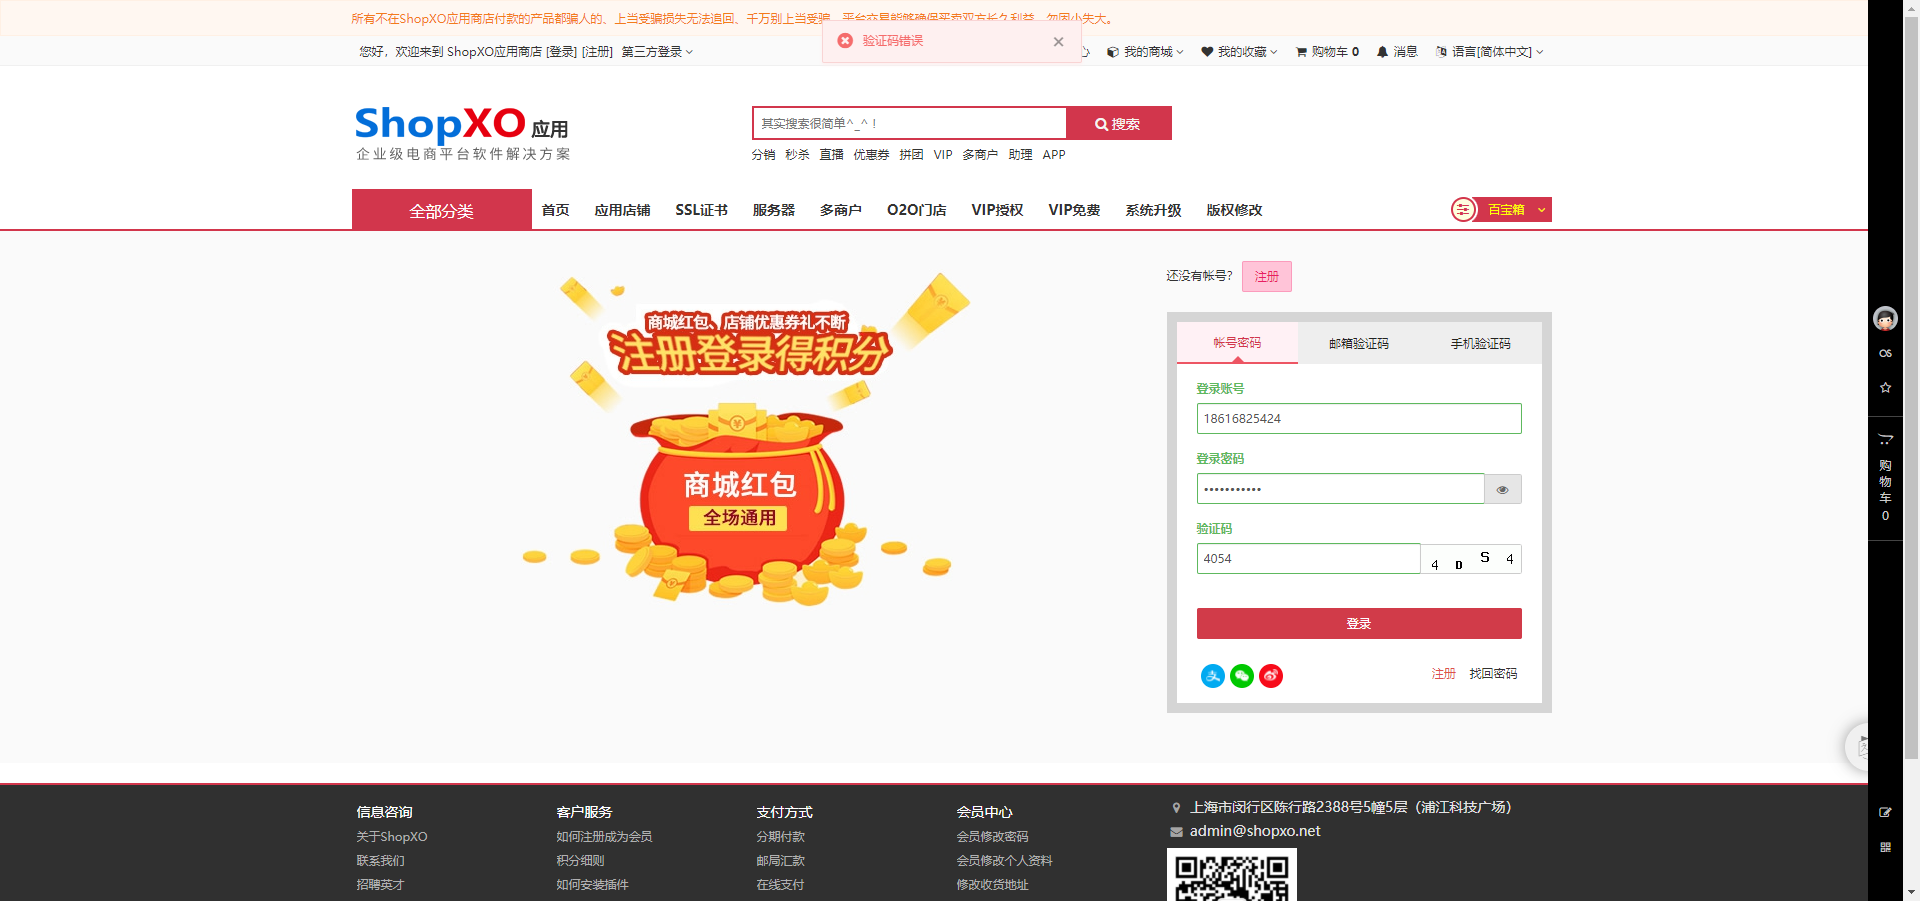 所有不在ShopXO应用商店付款的产品都骗人的、上当受骗损失无法追回、千万别上当受骗、平台交易能够确保买卖双方长久利益、勿因小失大。
验证码错误
您好，欢迎来到 ShopXO应用商店 [登录] [注册] 第三方登录
我的商城 我的收藏 购物车 0 消息 语言[简体中文]
ShopXO 应用
企业级电商平台软件解决方案
其实搜索很简单^_^ !
搜索
分销 秒杀 直播 优惠券 拼团 VIP 多商户 助理 APP
全部分类 首页 应用店铺 SSL证书 服务器 多商户 O2O门店 VIP授权 VIP免费 系统升级 版权修改 百宝箱
还没有帐号？ 注册
商城红包、店铺优惠券礼不断
注册登录得积分
商城红包
全场通用
帐号密码 邮箱验证码 手机验证码
登录账号
18616825424
登录密码
•••••••••••
验证码
4054
4 D S 4
登录
注册 找回密码
购物车
0
信息咨询
关于ShopXO
联系我们
招聘英才
客户服务
如何注册成为会员
积分细则
如何安装插件
支付方式
分期付款
邮局汇款
在线支付
会员中心
会员修改密码
会员修改个人资料
修改收货地址
上海市闵行区陈行路2388号5幢5层（浦江科技广场）
admin@shopxo.net